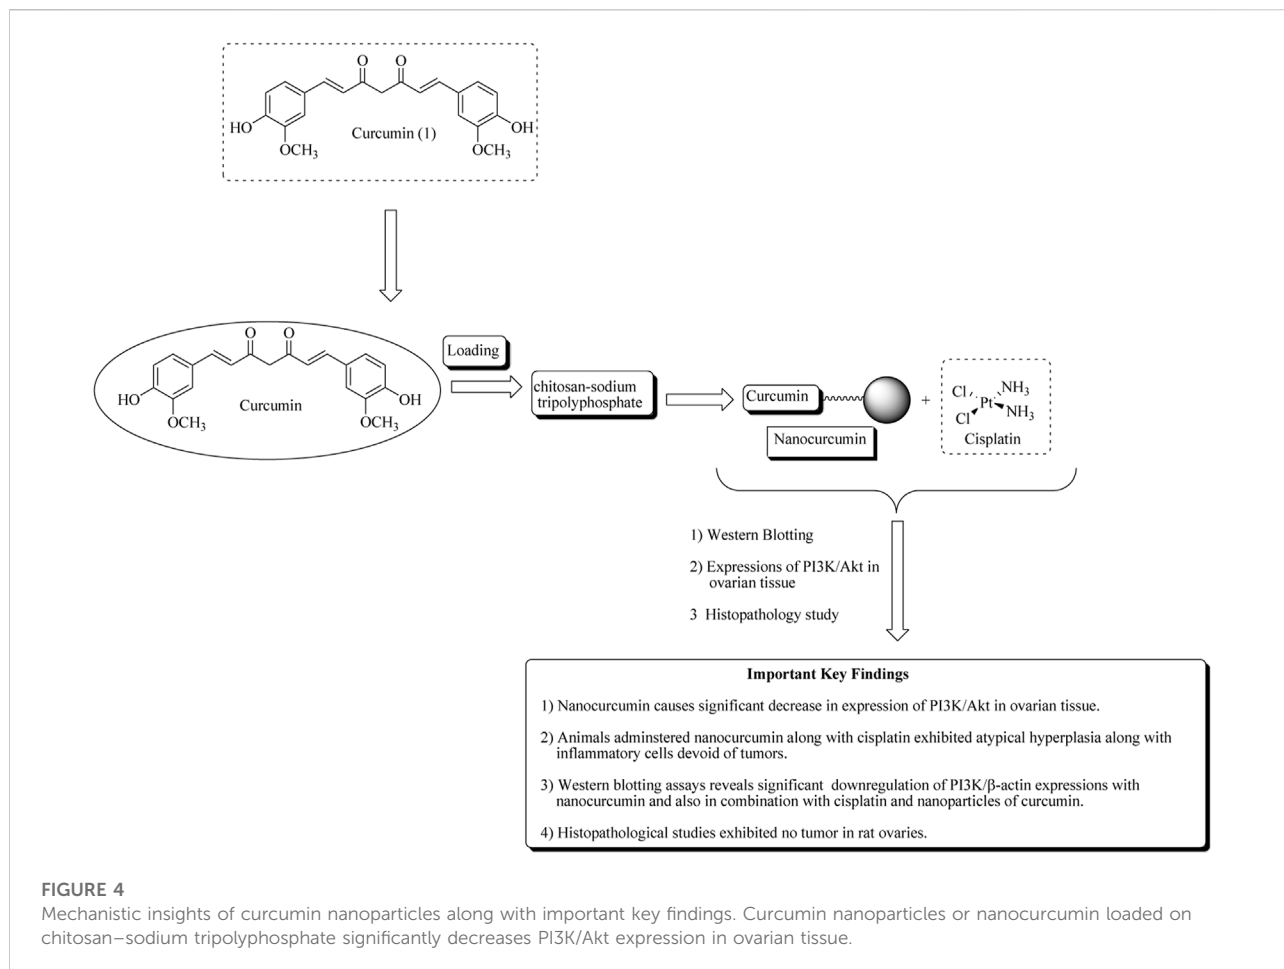 O
O
HO
OCH3
Curcumin (1)
OCH3
OH
O
O
HO
OCH3
Curcumin
OCH3
OH
Loading
chitosan-sodium
tripolyphosphate
Curcumin
Nanocurcumin
+
Cl
Cl
Pt
NH3
NH3
Cisplatin
1) Western Blotting
2) Expressions of PI3K/Akt in
ovarian tissue
3 Histopathology study
Important Key Findings
1) Nanocurcumin causes significant decrease in expression of PI3K/Akt in ovarian tissue.
2) Animals adminstered nanocurcumin along with cisplatin exhibited atypical hyperplasia along with
inflammatory cells devoid of tumors.
3) Western blotting assays reveals significant downregulation of PI3K/β-actin expressions with
nanocurcumin and also in combination with cisplatin and nanoparticles of curcumin.
4) Histopathological studies exhibited no tumor in rat ovaries.
FIGURE 4
Mechanistic insights of curcumin nanoparticles along with important key findings. Curcumin nanoparticles or nanocurcumin loaded on
chitosan–sodium tripolyphosphate significantly decreases PI3K/Akt expression in ovarian tissue.